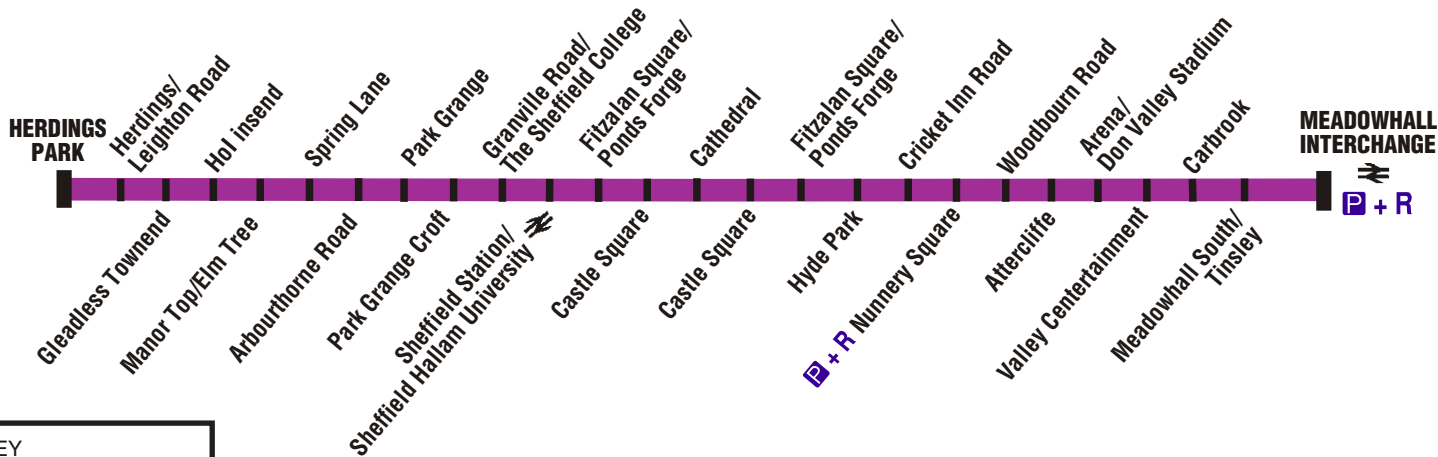 HERDINGS
PARK
Herdings/
Leighton Road
Gleadless Townend
Hol insend
Manor Top/Elm Tree
Spring Lane
Arbourthorne Road
Park Grange
Park Grange Croft
Granville Road/
The Sheffield College
Sheffield Station/
Sheffield Hallam University
Fitzalan Square/
Ponds Forge
Castle Square
Cathedral
Castle Square
Fitzalan Square/
Ponds Forge
Hyde Park
Cricket Inn Road
P + R Nunnery Square
Woodbourn Road
Attercliffe
Arena/
Don Valley Stadium
Valley Centertainment
Carbrook
Meadowhall South/
Tinsley
MEADOWHALL
INTERCHANGE
P + R